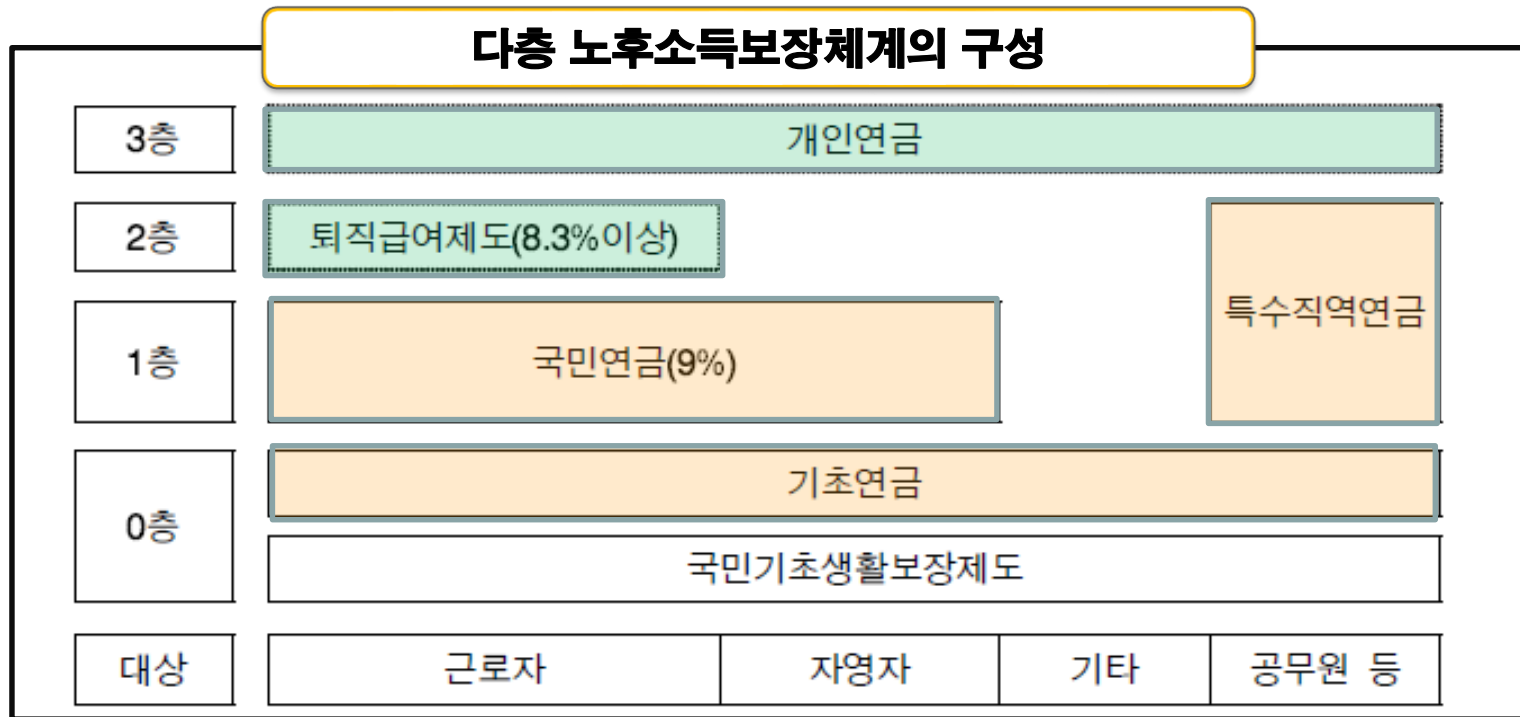 다층 노후소득보장체계의 구성
3층
개인연금
2층
퇴직급여제도(8.3%이상)
특수직역연금
1층
국민연금(9%)
0층
기초연금
국민기초생활보장제도
대상
근로자
자영자
기타
공무원 등